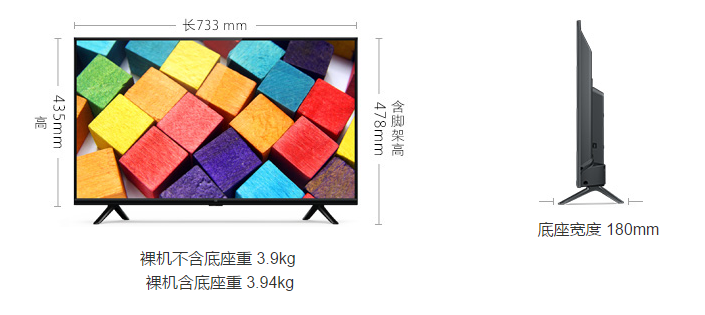 长733 mm
435mm
高
含脚架高
478mm
裸机不含底座重 3.9kg
裸机含底座重 3.94kg
底座宽度 180mm